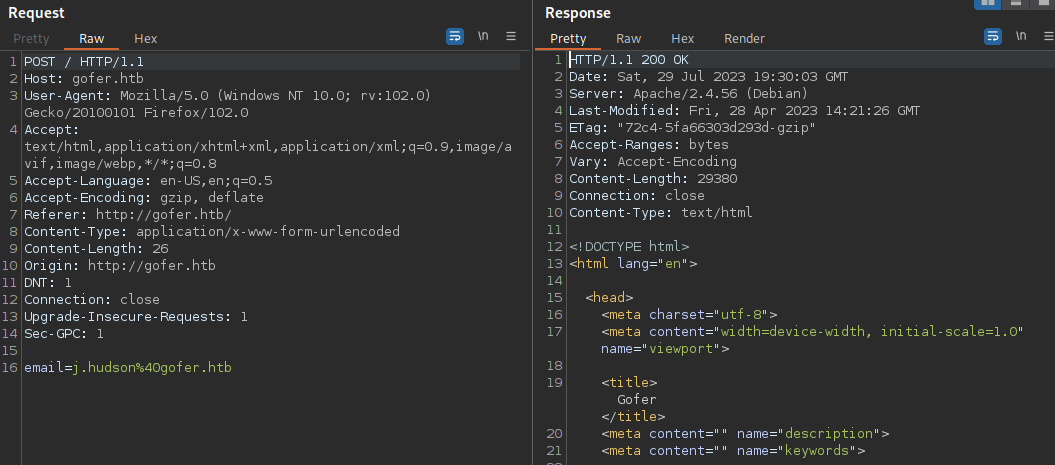 Request
Pretty Raw Hex
\n
1 POST / HTTP/1.1
2 Host: gofer.htb
3 User-Agent: Mozilla/5.0 (Windows NT 10.0; rv:102.0)
Gecko/20100101 Firefox/102.0
4 Accept:
text/html,application/xhtml+xml,application/xml;q=0.9,image/a
vif,image/webp,*/*;q=0.8
5 Accept-Language: en-US,en;q=0.5
6 Accept-Encoding: gzip, deflate
7 Referer: http://gofer.htb/
8 Content-Type: application/x-www-form-urlencoded
9 Content-Length: 26
10 Origin: http://gofer.htb
11 DNT: 1
12 Connection: close
13 Upgrade-Insecure-Requests: 1
14 Sec-GPC: 1
15
16 email=j.hudson%40gofer.htb
Response
Pretty Raw Hex Render
\n
1 HTTP/1.1 200 OK
2 Date: Sat, 29 Jul 2023 19:30:03 GMT
3 Server: Apache/2.4.56 (Debian)
4 Last-Modified: Fri, 28 Apr 2023 14:21:26 GMT
5 ETag: "72c4-5fa66303d293d-gzip"
6 Accept-Ranges: bytes
7 Vary: Accept-Encoding
8 Content-Length: 29380
9 Connection: close
10 Content-Type: text/html
11
12 <!DOCTYPE html>
13 <html lang="en">
14
15 <head>
16 <meta charset="utf-8">
17 <meta content="width=device-width, initial-scale=1.0"
name="viewport">
18
19 <title>
Gofer
</title>
20 <meta content="" name="description">
21 <meta content="" name="keywords">